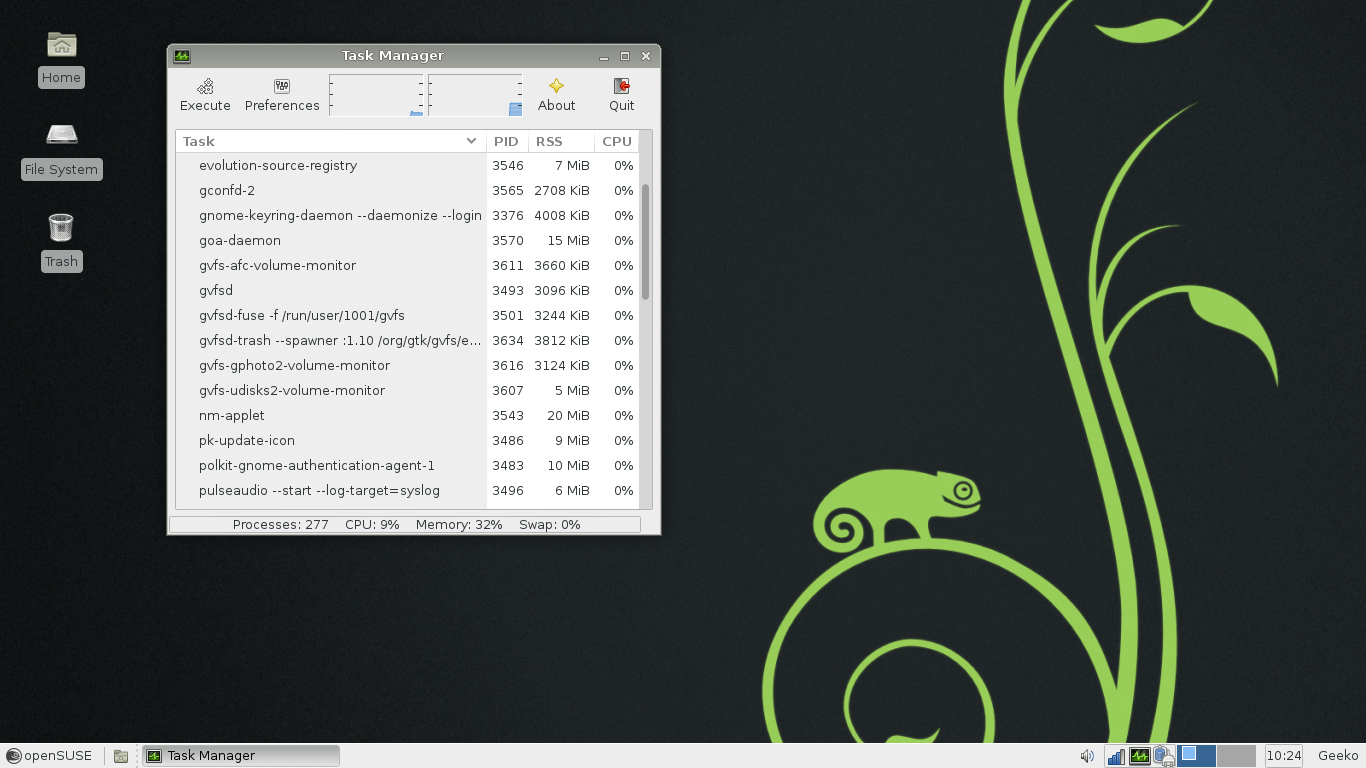 Home
File System
Trash
Task Manager
Execute Preferences About Quit
Task PID RSS CPU
evolution-source-registry 3546 7 MiB 0%
gconfd-2 3565 2708 KiB 0%
gnome-keyring-daemon --daemonize --login 3376 4008 KiB 0%
goa-daemon 3570 15 MiB 0%
gvfs-afc-volume-monitor 3611 3660 KiB 0%
gvfsd 3493 3096 KiB 0%
gvfsd-fuse -f /run/user/1001/gvfs 3501 3244 KiB 0%
gvfsd-trash --spawner :1.10 /org/gtk/gvfs/e... 3634 3812 KiB 0%
gvfs-gphoto2-volume-monitor 3616 3124 KiB 0%
gvfs-udisks2-volume-monitor 3607 5 MiB 0%
nm-applet 3543 20 MiB 0%
pk-update-icon 3486 9 MiB 0%
polkit-gnome-authentication-agent-1 3483 10 MiB 0%
pulseaudio --start --log-target=syslog 3496 6 MiB 0%
Processes: 277 CPU: 9% Memory: 32% Swap: 0%
openSUSE Task Manager 10:24 Geeko